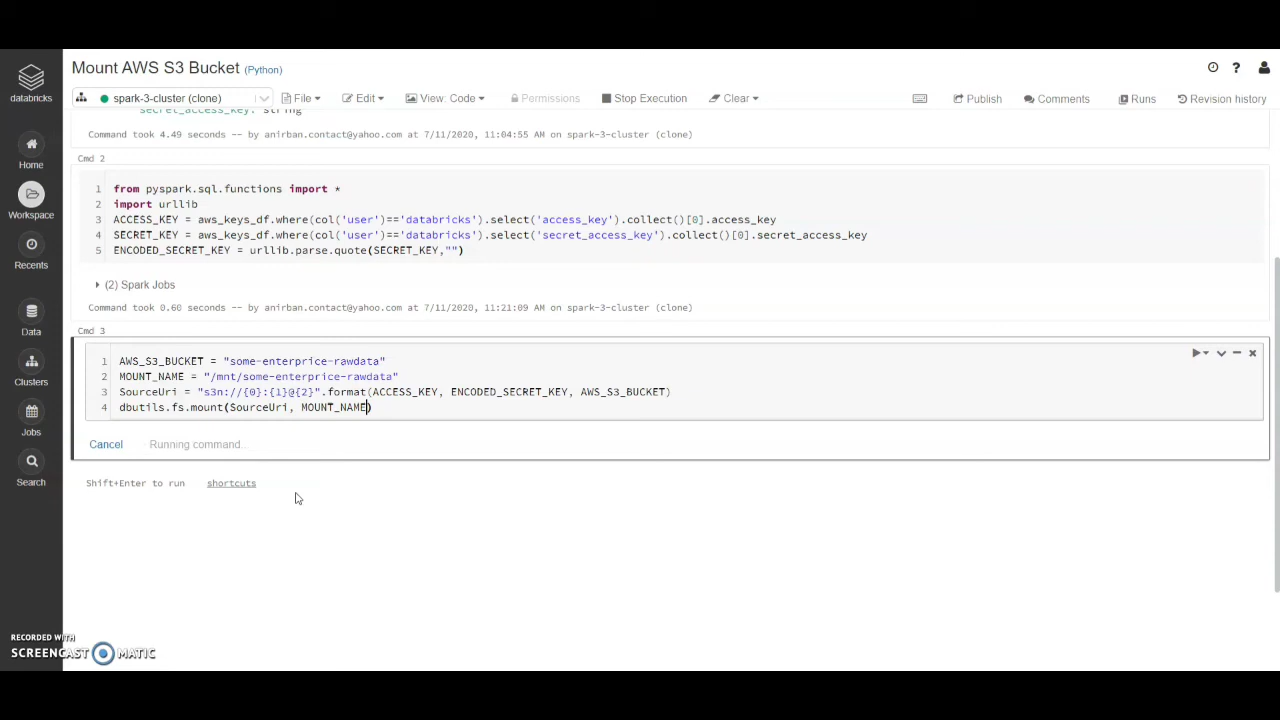 Mount AWS S3 Bucket (Python)
databricks
spark-3-cluster (clone)
File
Edit
View: Code
Permissions
Stop Execution
Clear
Publish
Comments
Runs
Revision history
secret_access_key: string
Command took 4.49 seconds -- by anirban.contact@yahoo.com at 7/11/2020, 11:04:55 AM on spark-3-cluster (clone)
Cmd 2
1 from pyspark.sql.functions import *
2 import urllib
3 ACCESS_KEY = aws_keys_df.where(col('user')=='databricks').select('access_key').collect()[0].access_key
4 SECRET_KEY = aws_keys_df.where(col('user')=='databricks').select('secret_access_key').collect()[0].secret_access_key
5 ENCODED_SECRET_KEY = urllib.parse.quote(SECRET_KEY,"")
(2) Spark Jobs
Command took 0.60 seconds -- by anirban.contact@yahoo.com at 7/11/2020, 11:21:09 AM on spark-3-cluster (clone)
Cmd 3
1 AWS_S3_BUCKET = "some-enterprice-rawdata"
2 MOUNT_NAME = "/mnt/some-enterprice-rawdata"
3 SourceUri = "s3n://{0}:{1}@{2}".format(ACCESS_KEY, ENCODED_SECRET_KEY, AWS_S3_BUCKET)
4 dbutils.fs.mount(SourceUri, MOUNT_NAME)
Cancel
Running command...
Shift+Enter to run
shortcuts
Home
Workspace
Recents
Data
Clusters
Jobs
Search
RECORDED WITH
SCREENCAST MATIC